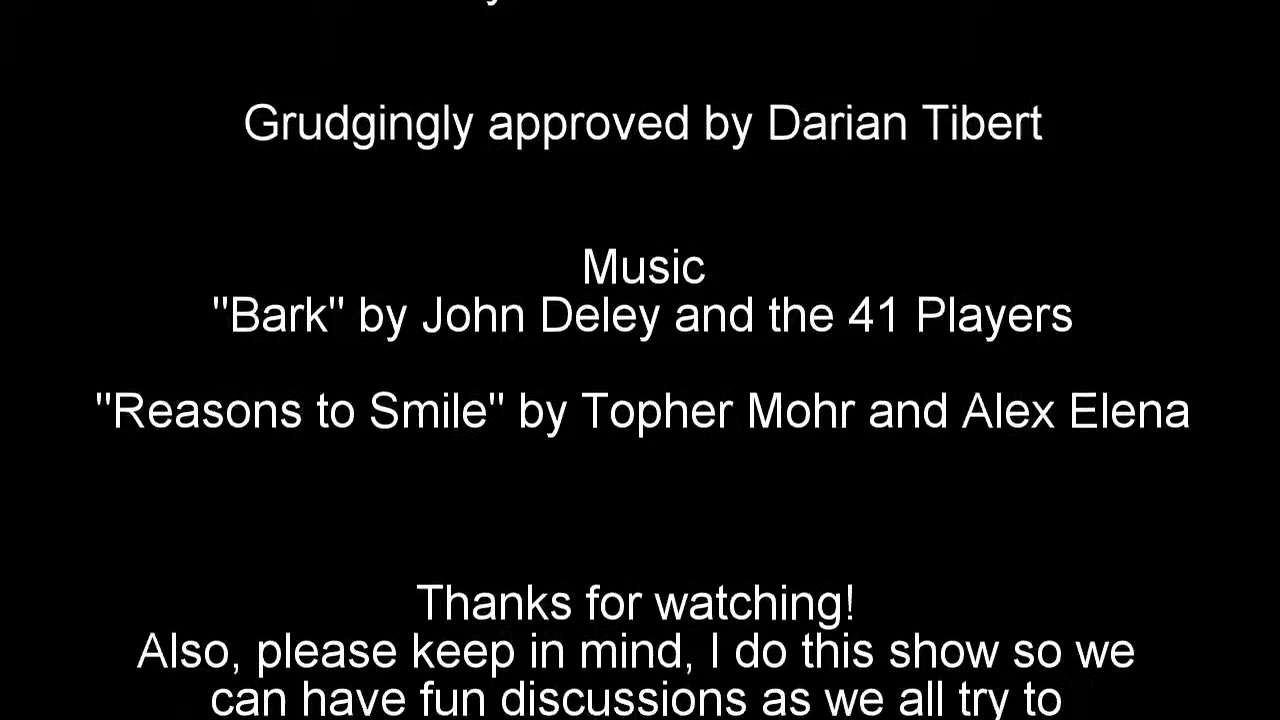 Grudgingly approved by Darian Tibert
Music
"Bark" by John Deley and the 41 Players
"Reasons to Smile" by Topher Mohr and Alex Elena
Thanks for watching!
Also, please keep in mind, I do this show so we
can have fun discussions as we all try to